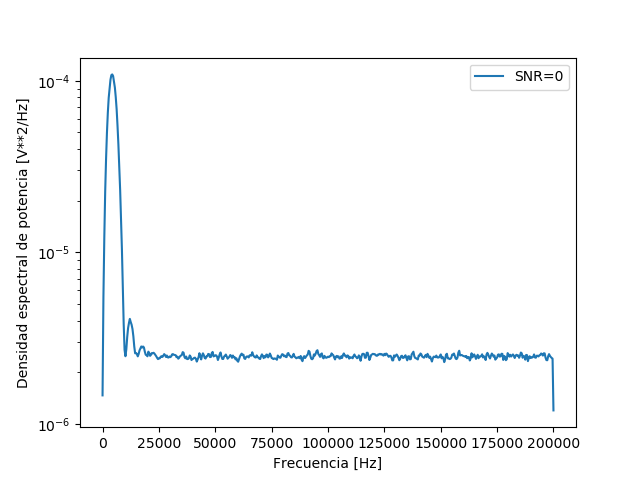 SNR=0
10⁻⁴
10⁻⁵
10⁻⁶
Densidad espectral de potencia [V**2/Hz]
0 25000 50000 75000 100000 125000 150000 175000 200000
Frecuencia [Hz]